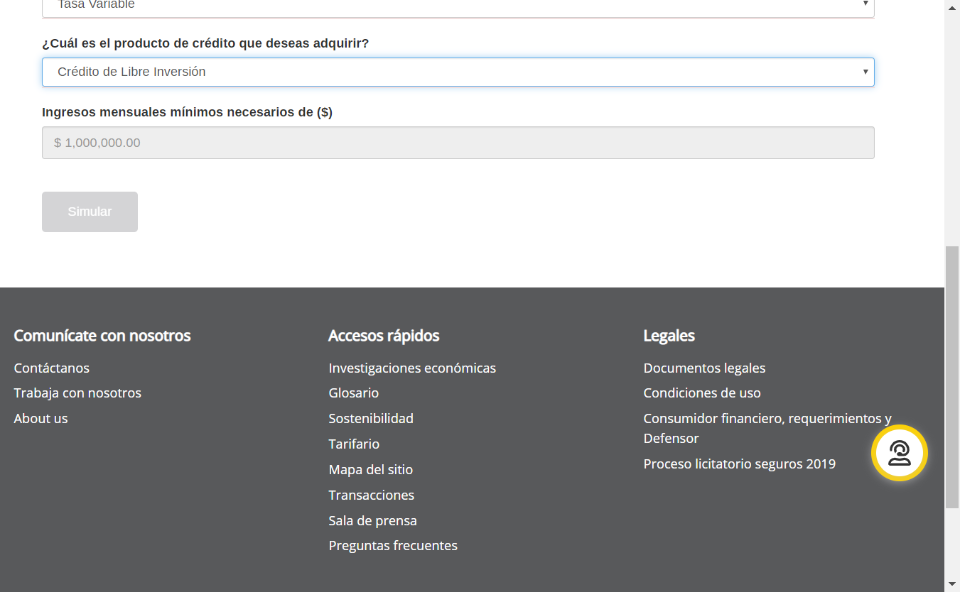 Tasa Variable
¿Cuál es el producto de crédito que deseas adquirir?
Crédito de Libre Inversión
Ingresos mensuales mínimos necesarios de ($)
$ 1,000,000.00
Simular
Comunícate con nosotros
Contáctanos
Trabaja con nosotros
About us
Accesos rápidos
Investigaciones económicas
Glosario
Sostenibilidad
Tarifario
Mapa del sitio
Transacciones
Sala de prensa
Preguntas frecuentes
Legales
Documentos legales
Condiciones de uso
Consumidor financiero, requerimientos y
Defensor
Proceso licitatorio seguros 2019